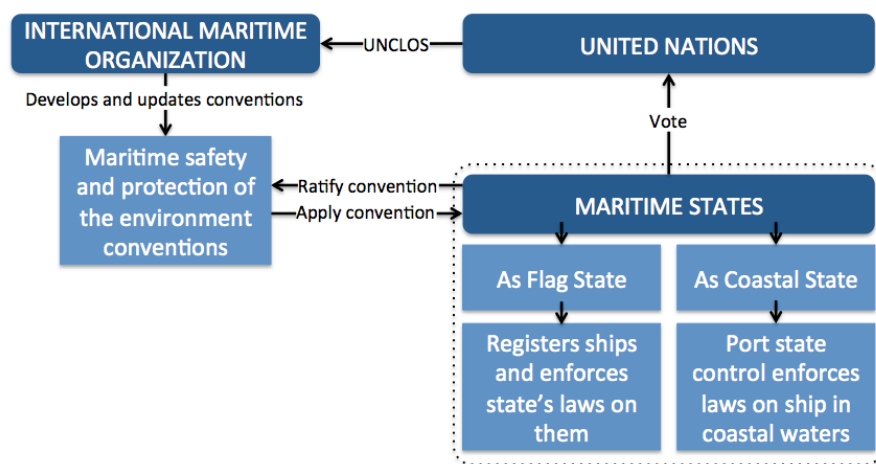 INTERNATIONAL MARITIME
ORGANIZATION
UNCLOS
UNITED NATIONS
Develops and updates conventions
Vote
Maritime safety
and protection of
the environment
conventions
Ratify convention
Apply convention
MARITIME STATES
As Flag State
As Coastal State
Registers ships
and enforces
state's laws on
them
Port state
control enforces
laws on ship in
coastal waters